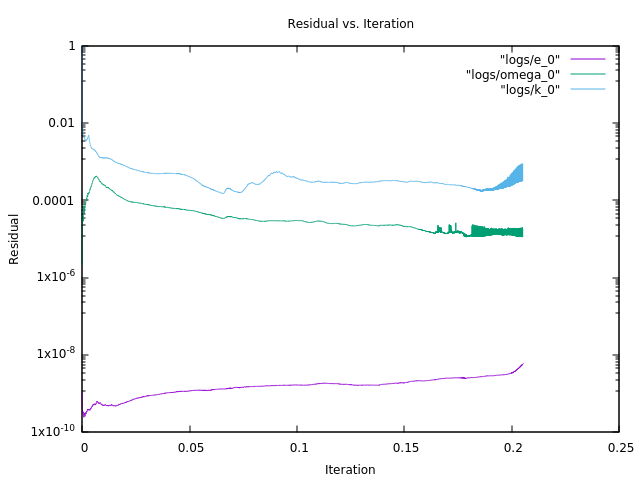 Residual vs. Iteration
"logs/e_0"
"logs/omega_0"
"logs/k_0"
1
0.01
0.0001
1x10-6
1x10-8
1x10-10
Residual
0 0.05 0.1 0.15 0.2 0.25
Iteration